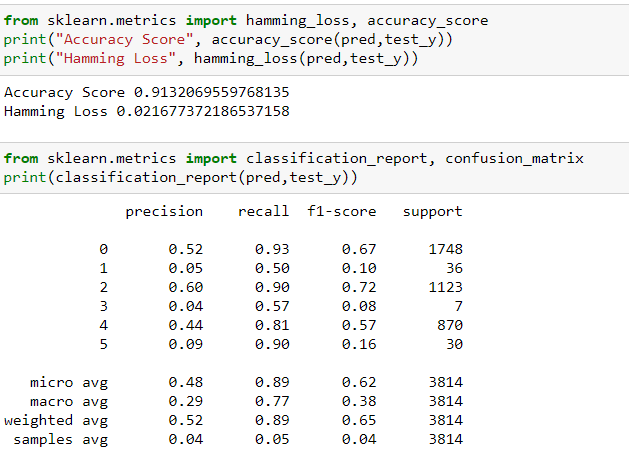 from sklearn.metrics import hamming_loss, accuracy_score
print("Accuracy Score", accuracy_score(pred,test_y))
print("Hamming Loss", hamming_loss(pred,test_y))
Accuracy Score 0.9132069559768135
Hamming Loss 0.021677372186537158
from sklearn.metrics import classification_report, confusion_matrix
print(classification_report(pred,test_y))
precision recall f1-score support
0 0.52 0.93 0.67 1748
1 0.05 0.50 0.10 36
2 0.60 0.90 0.72 1123
3 0.04 0.57 0.08 7
4 0.44 0.81 0.57 870
5 0.09 0.90 0.16 30
micro avg 0.48 0.89 0.62 3814
macro avg 0.29 0.77 0.38 3814
weighted avg 0.52 0.89 0.65 3814
samples avg 0.04 0.05 0.04 3814